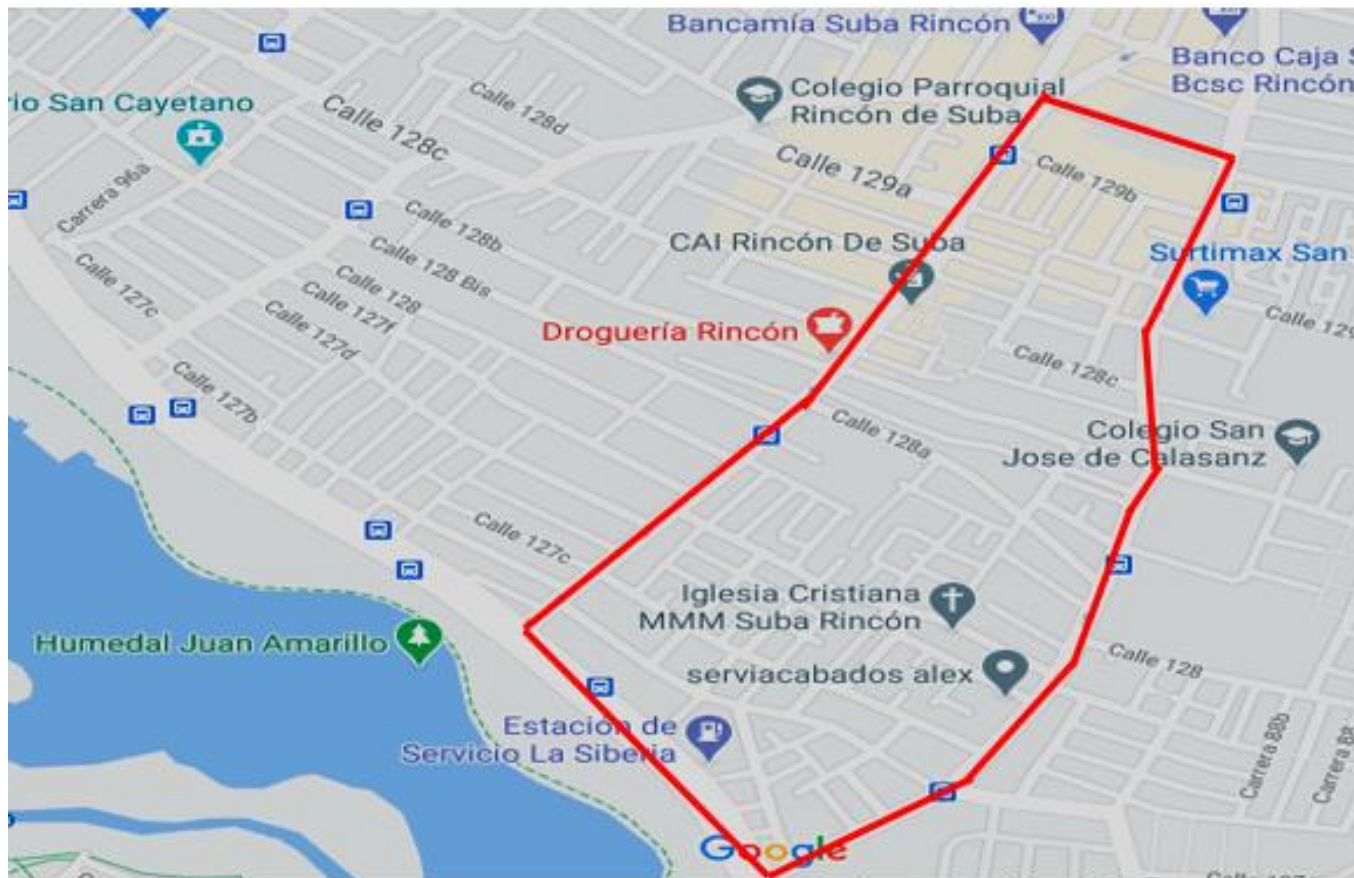 Bancamía Suba Rincón
Banco Caja S
Bcsc Rincón
Colegio Parroquial
Rincón de Suba
rio San Cayetano
Calle 128d
Calle 128c
Calle 129a
Calle 129b
Carrera 96a
Calle 128b
CAI Rincón De Suba
Surtimax San
Calle 128 Bis
Calle 127c
Calle 128
Calle 127f
Calle 127d
Calle 129c
Droguería Rincón
Calle 128c
Calle 127b
Calle 128a
Colegio San
Jose de Calasanz
Calle 127c
Iglesia Cristiana
MMM Suba Rincón
Humedal Juan Amarillo
Calle 128
serviacabados alex
Estación de
Servicio La Siberia
Carrera 88b
Carrera 88
Google